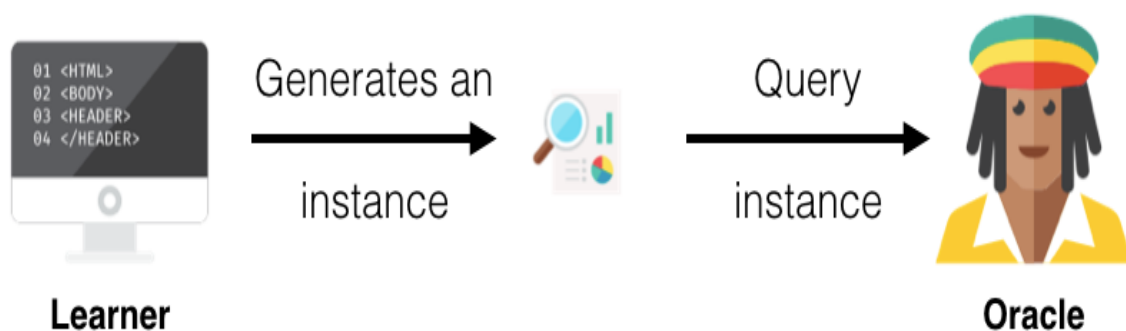 01 <HTML>
02 <BODY>
03 <HEADER>
04 </HEADER>
Generates an
instance
Query
instance
Learner
Oracle